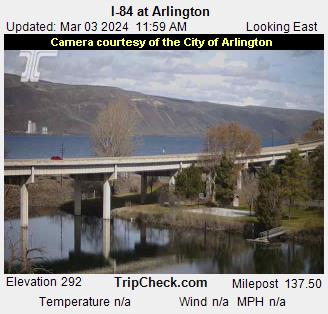 I-84 at Arlington
Updated: Mar 03 2024 11:59 AM Looking East
Camera courtesy of the City of Arlington
Elevation 292 TripCheck.com Milepost 137.50
Temperature n/a Wind n/a MPH n/a